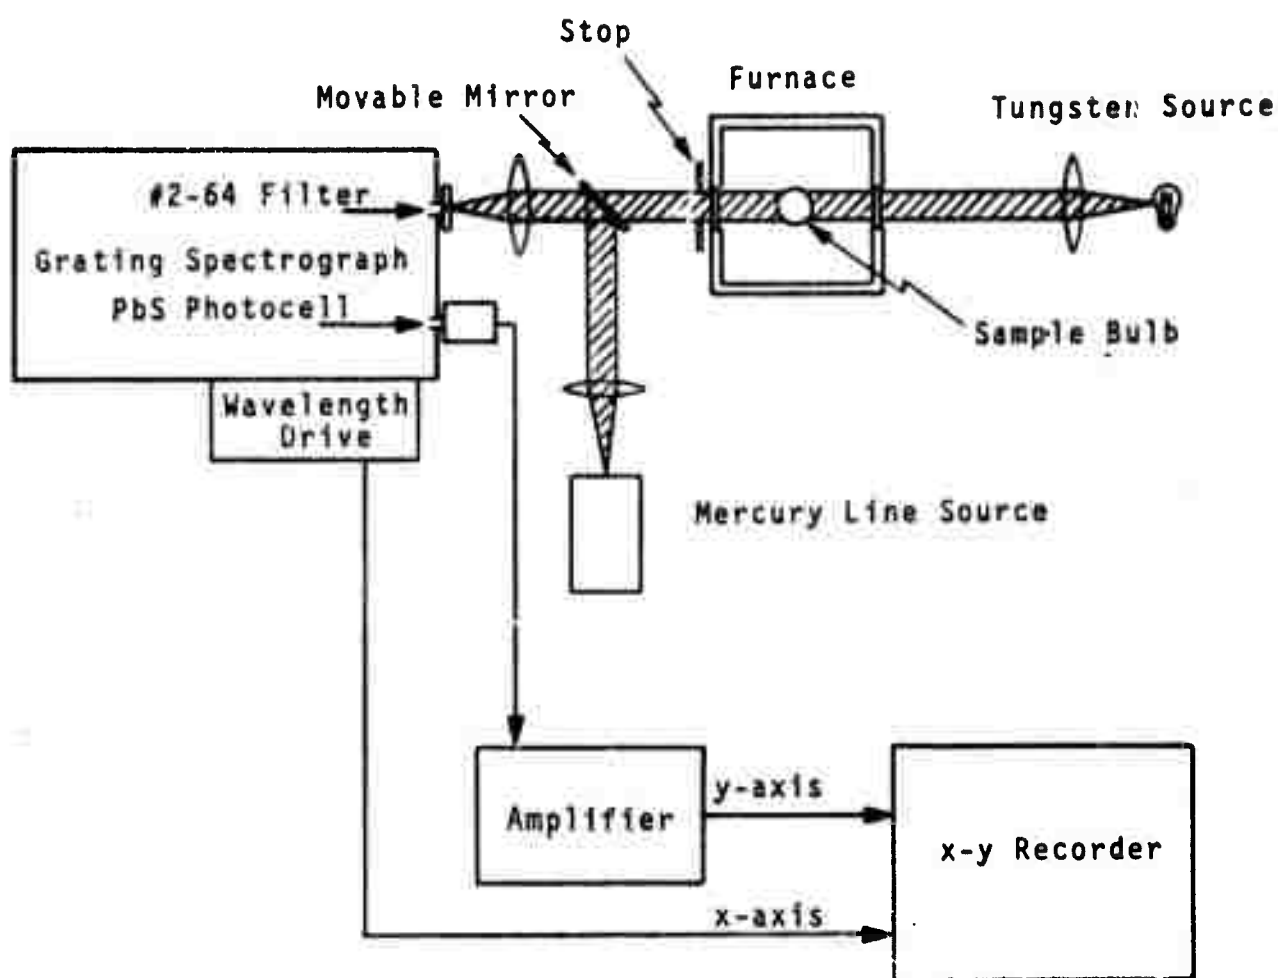 Stop
Furnace
Movable Mirror
Tungsten Source
#2-64 Filter
Grating Spectrograph
PbS Photocell
Sample Bulb
Wavelength
Drive
Mercury Line Source
y-axis
Amplifier
x-y Recorder
x-axis